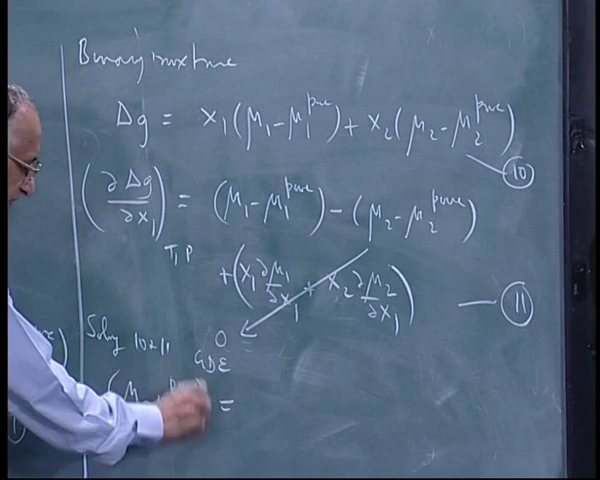 Binary mixture
Δg = x₁(μ₁ − μ₁^pure) + x₂(μ₂ − μ₂^pure)
10
(∂Δg/∂x₁)T,P = (μ₁ − μ₁^pure) − (μ₂ − μ₂^pure)
+ (x₁ ∂μ₁/∂x₁ + x₂ ∂μ₂/∂x₁) — 11
Solving 10 & 11
0
GDE
(μ =